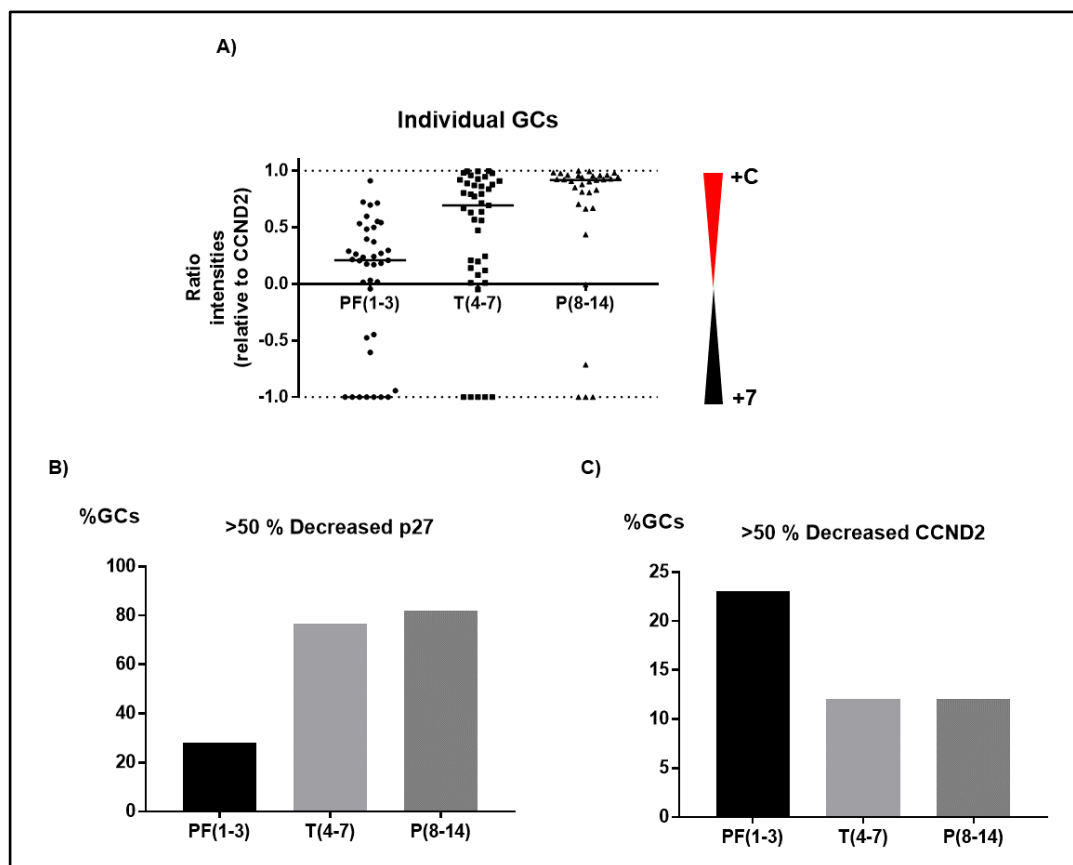 A)
Individual GCs
Ratio
intensities
(relative to CCND2)
1.0
0.5
0.0
-0.5
-1.0
PF(1-3)
T(4-7)
P(8-14)
+C
+7
B)
%GCs
>50 % Decreased p27
100
80
60
40
20
0
PF(1-3)
T(4-7)
P(8-14)
C)
%GCs
>50 % Decreased CCND2
25
20
15
10
5
0
PF(1-3)
T(4-7)
P(8-14)